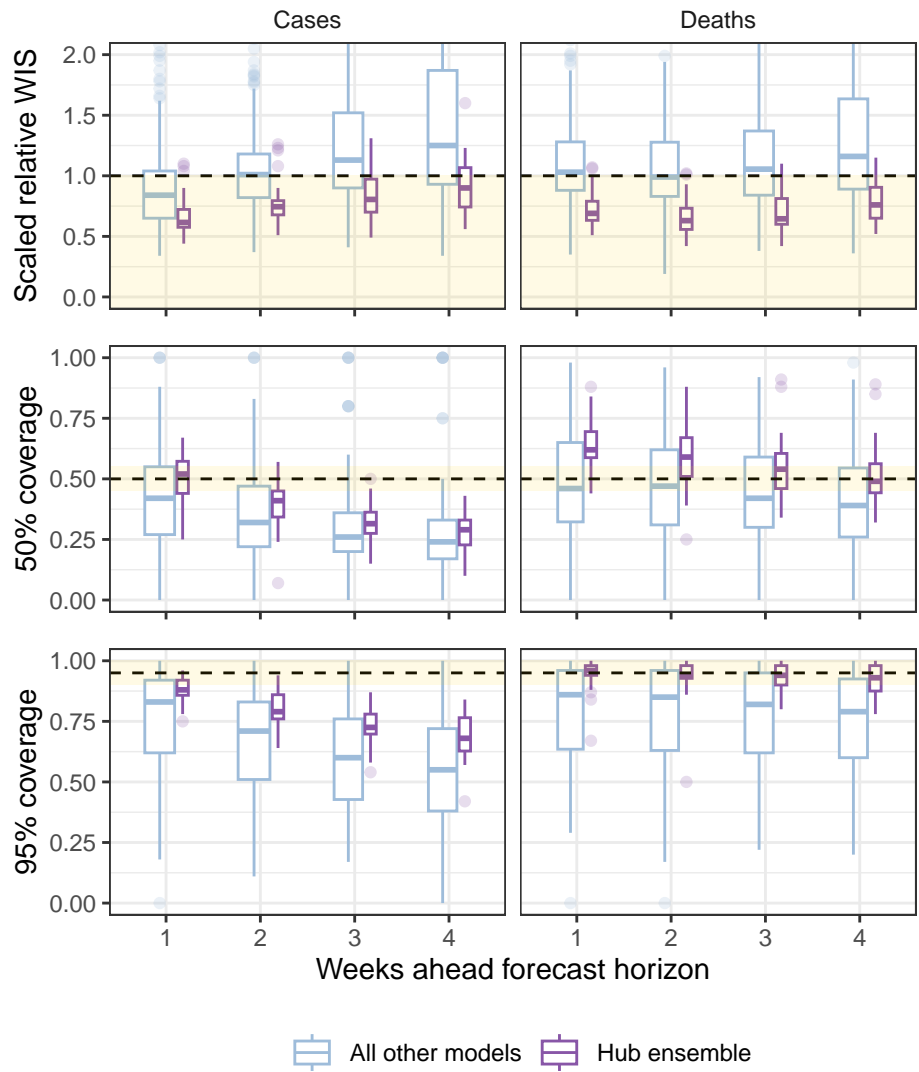 Cases Deaths
Scaled relative WIS
2.0
1.5
1.0
0.5
0.0
50% coverage
1.00
0.75
0.50
0.25
0.00
95% coverage
1.00
0.75
0.50
0.25
0.00
1 2 3 4 1 2 3 4
Weeks ahead forecast horizon
All other models Hub ensemble